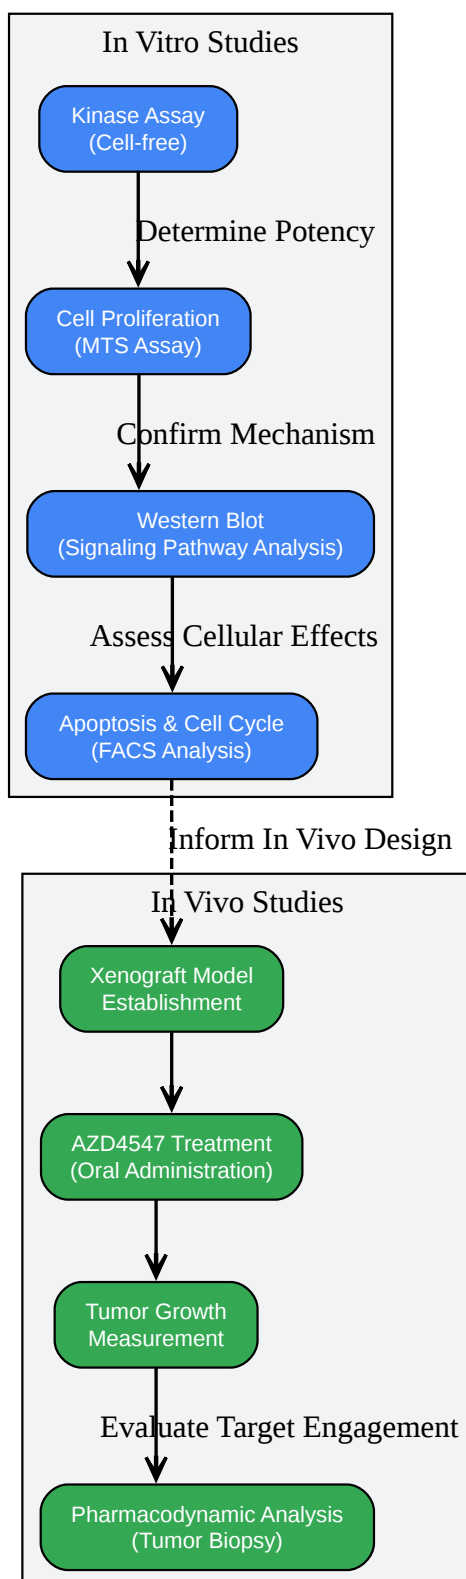 In Vitro Studies
Kinase Assay
(Cell-free)
Determine Potency
Cell Proliferation
(MTS Assay)
Confirm Mechanism
Western Blot
(Signaling Pathway Analysis)
Assess Cellular Effects
Apoptosis & Cell Cycle
(FACS Analysis)
Inform In Vivo Design
In Vivo Studies
Xenograft Model
Establishment
AZD4547 Treatment
(Oral Administration)
Tumor Growth
Measurement
Evaluate Target Engagement
Pharmacodynamic Analysis
(Tumor Biopsy)